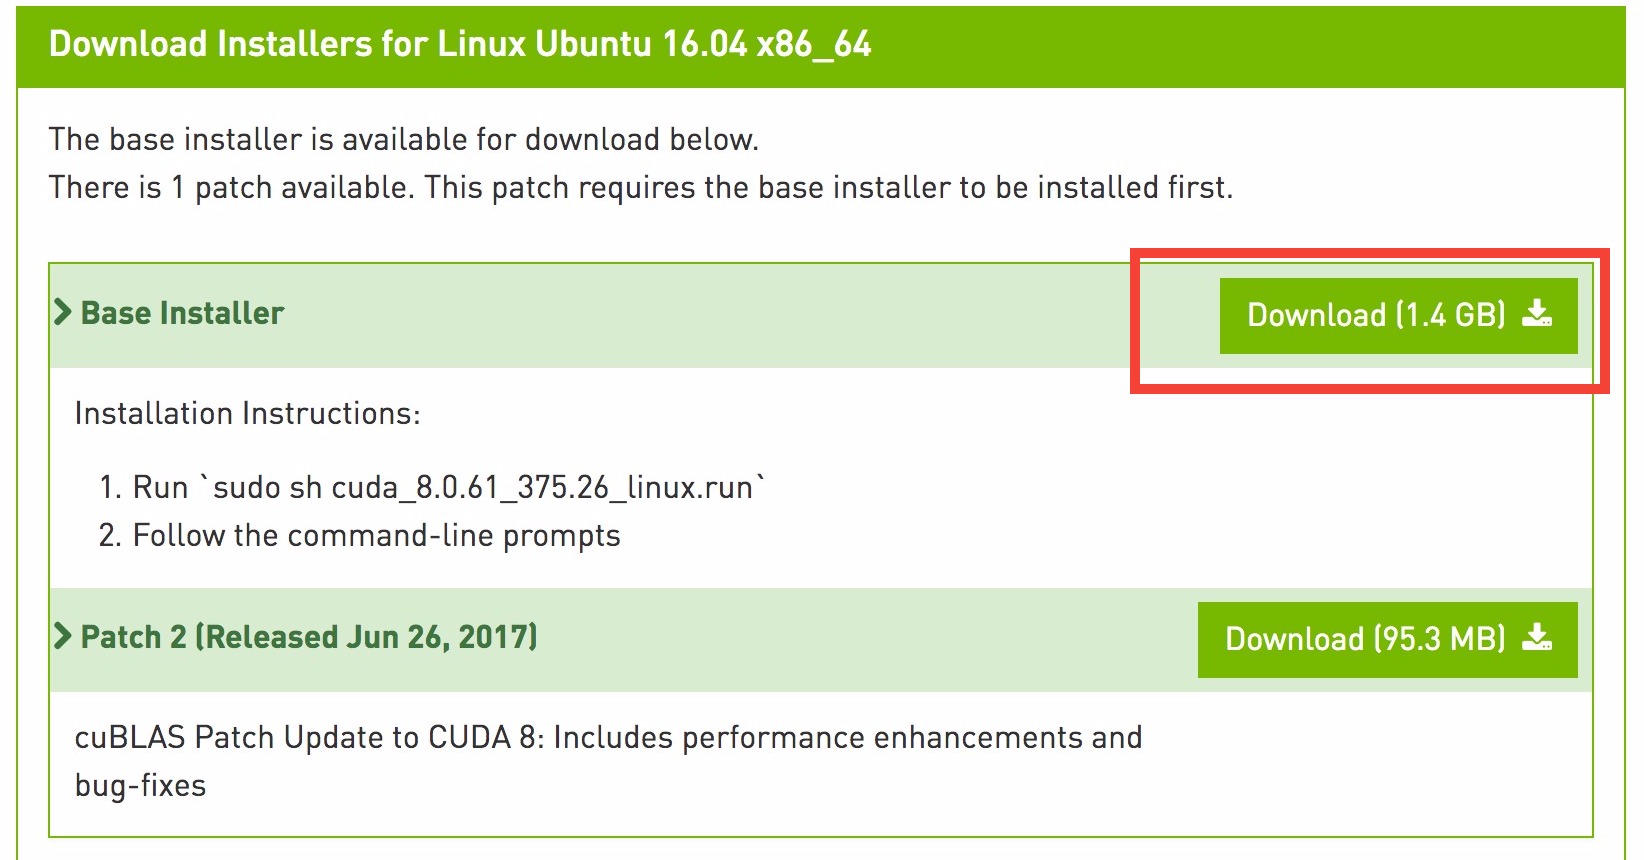 Download Installers for Linux Ubuntu 16.04 x86_64
The base installer is available for download below.
There is 1 patch available. This patch requires the base installer to be installed first.
Base Installer
Download (1.4 GB)
Installation Instructions:
1. Run `sudo sh cuda_8.0.61_375.26_linux.run`
2. Follow the command-line prompts
Patch 2 (Released Jun 26, 2017)
Download (95.3 MB)
cuBLAS Patch Update to CUDA 8: Includes performance enhancements and
bug-fixes